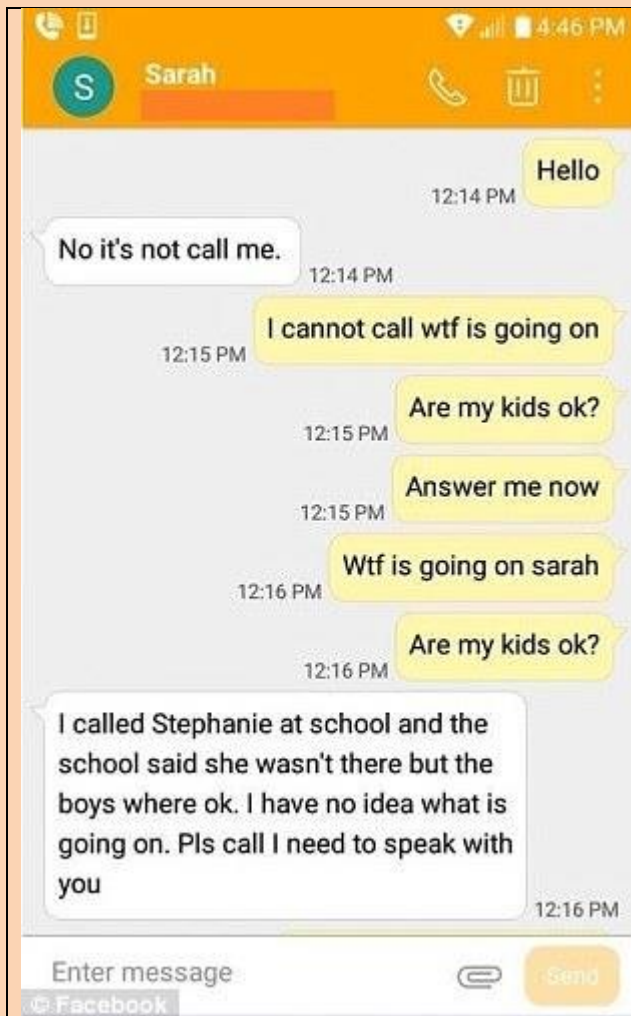 4:46 PM
S
Sarah
Hello
12:14 PM
No it's not call me.
12:14 PM
I cannot call wtf is going on
12:15 PM
Are my kids ok?
12:15 PM
Answer me now
12:15 PM
Wtf is going on sarah
12:16 PM
Are my kids ok?
12:16 PM
I called Stephanie at school and the
school said she wasn't there but the
boys where ok. I have no idea what is
going on. Pls call I need to speak with
you
12:16 PM
Enter message
Send
© Facebook